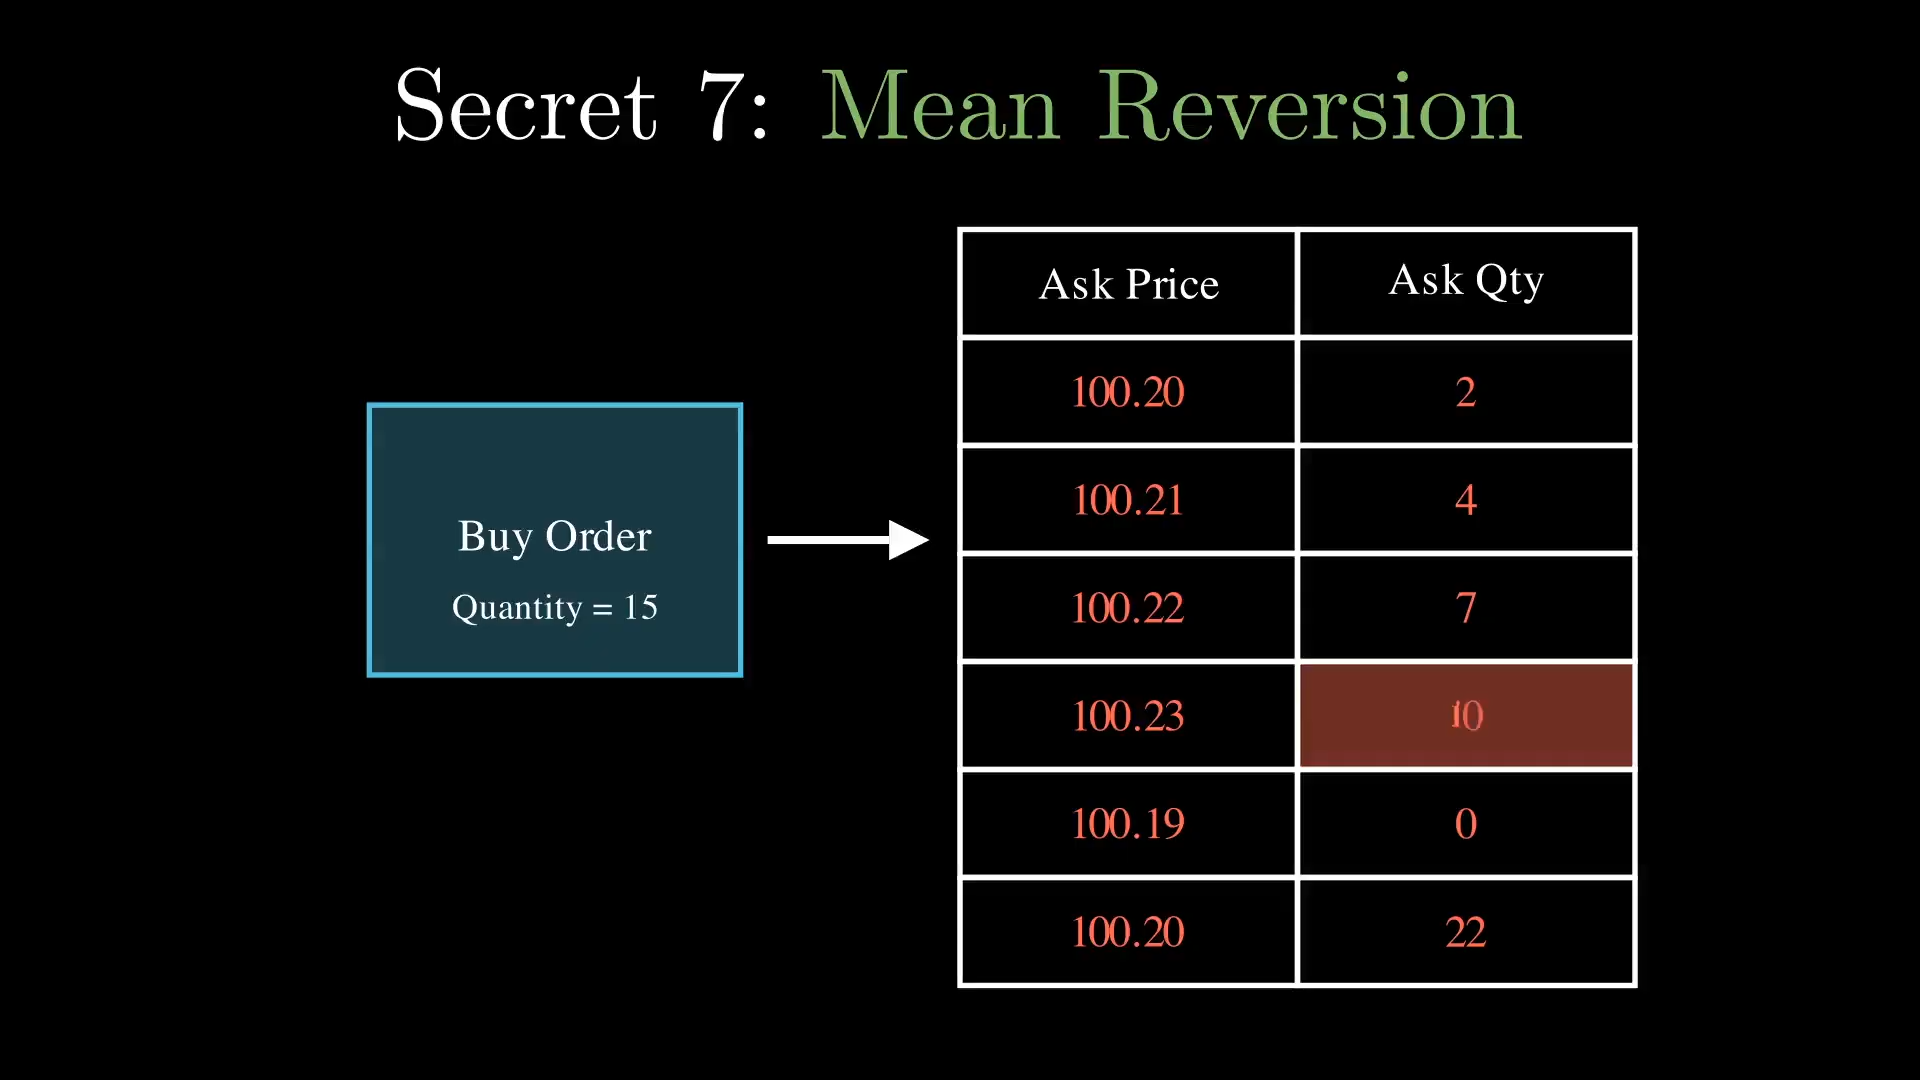 Secret 7: Mean Reversion
Buy Order
Quantity = 15
Ask Price Ask Qty
100.20 2
100.21 4
100.22 7
100.23
100.19 0
100.20 22